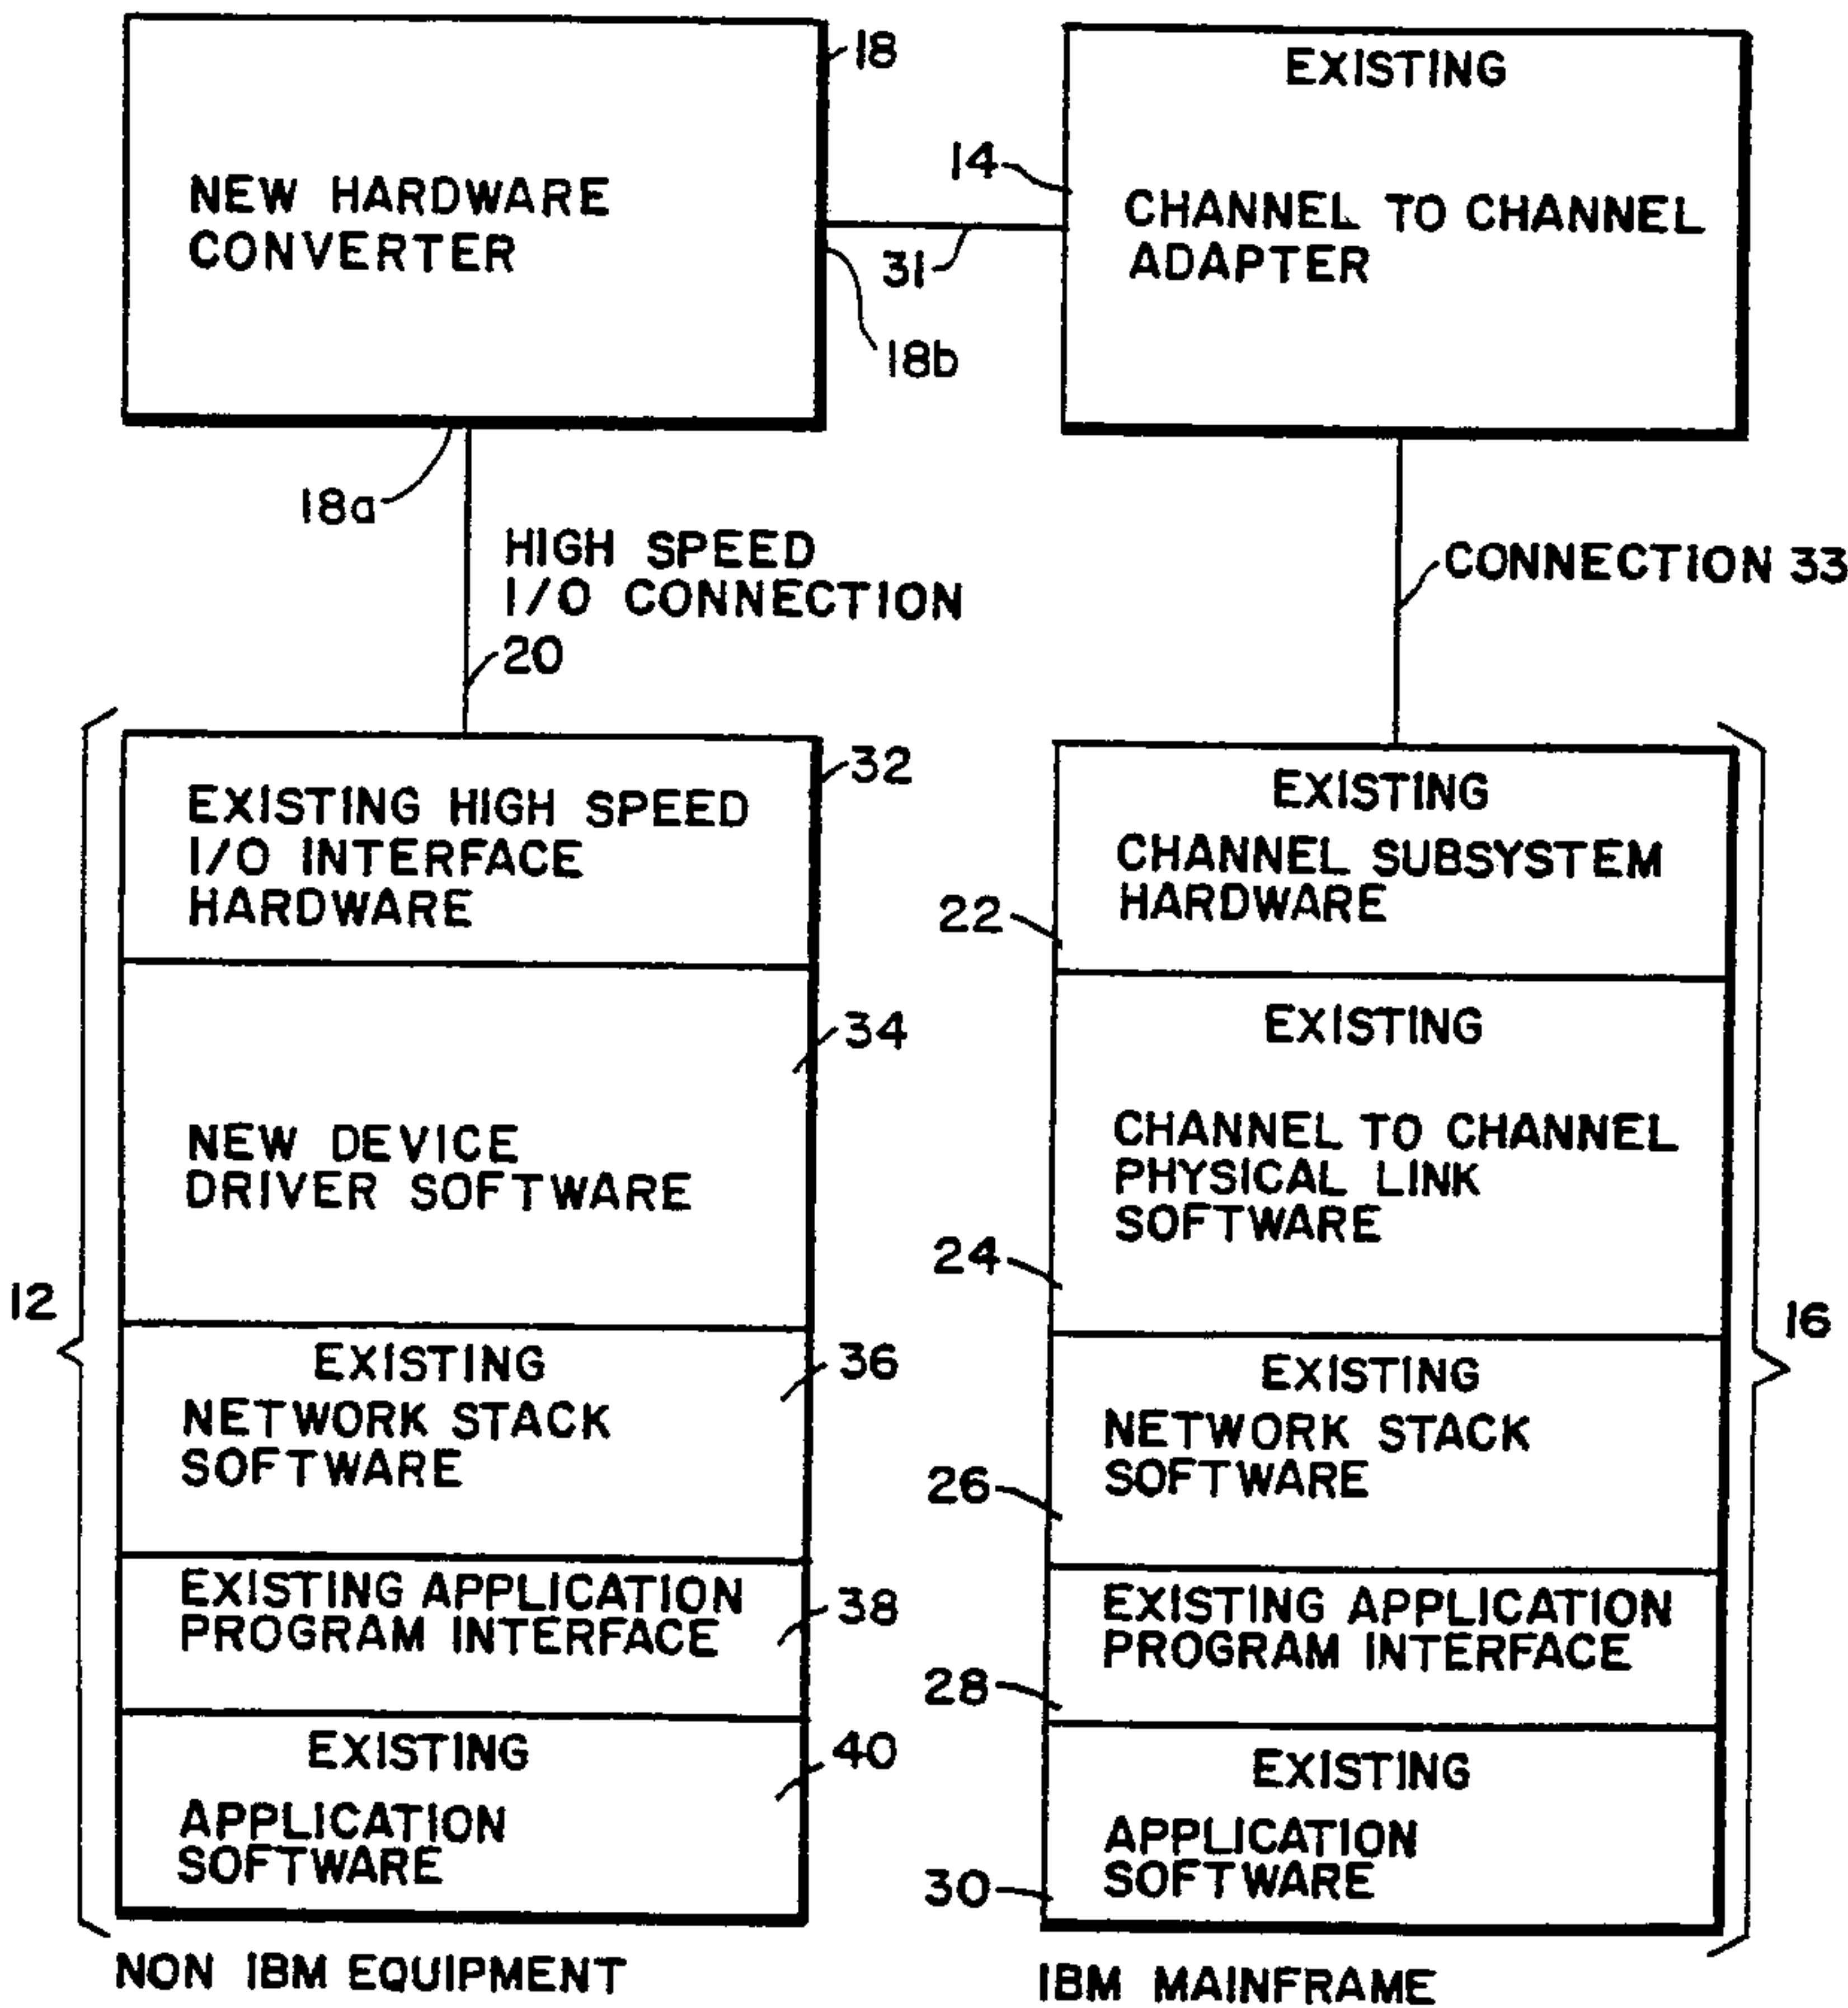 18
NEW HARDWARE
CONVERTER
18b
18a
31
14
EXISTING
CHANNEL TO CHANNEL
ADAPTER
HIGH SPEED
I/O CONNECTION
20
CONNECTION 33
12
32
EXISTING HIGH SPEED
I/O INTERFACE
HARDWARE
34
NEW DEVICE
DRIVER SOFTWARE
36
EXISTING
NETWORK STACK
SOFTWARE
38
EXISTING APPLICATION
PROGRAM INTERFACE
40
EXISTING
APPLICATION
SOFTWARE
NON IBM EQUIPMENT
16
EXISTING
CHANNEL SUBSYSTEM
HARDWARE
22
EXISTING
CHANNEL TO CHANNEL
PHYSICAL LINK
SOFTWARE
24
EXISTING
NETWORK STACK
SOFTWARE
26
EXISTING APPLICATION
PROGRAM INTERFACE
28
EXISTING
APPLICATION
SOFTWARE
30
IBM MAINFRAME